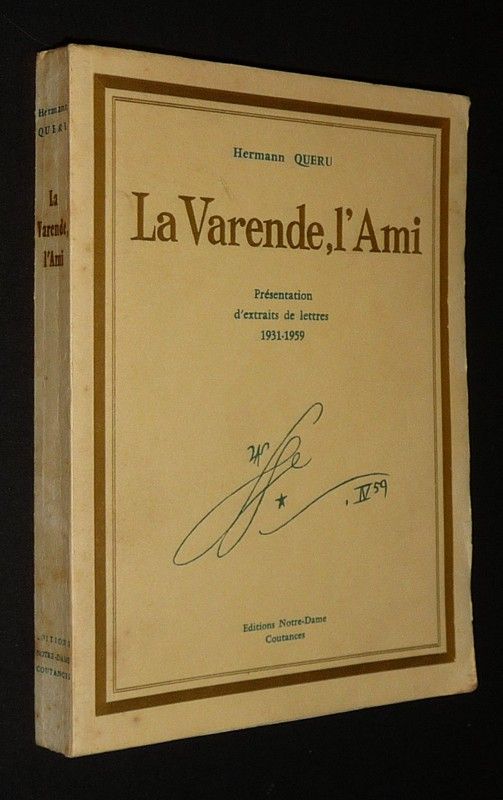 Hermann QUERU
La Varende, l'Ami
Présentation
d'extraits de lettres
1931-1959
IV 59
Editions Notre-Dame
Coutances
Hermann
QUERU
La
Varende,
l'Ami
EDITIONS
NOTRE-DAME
COUTANCES